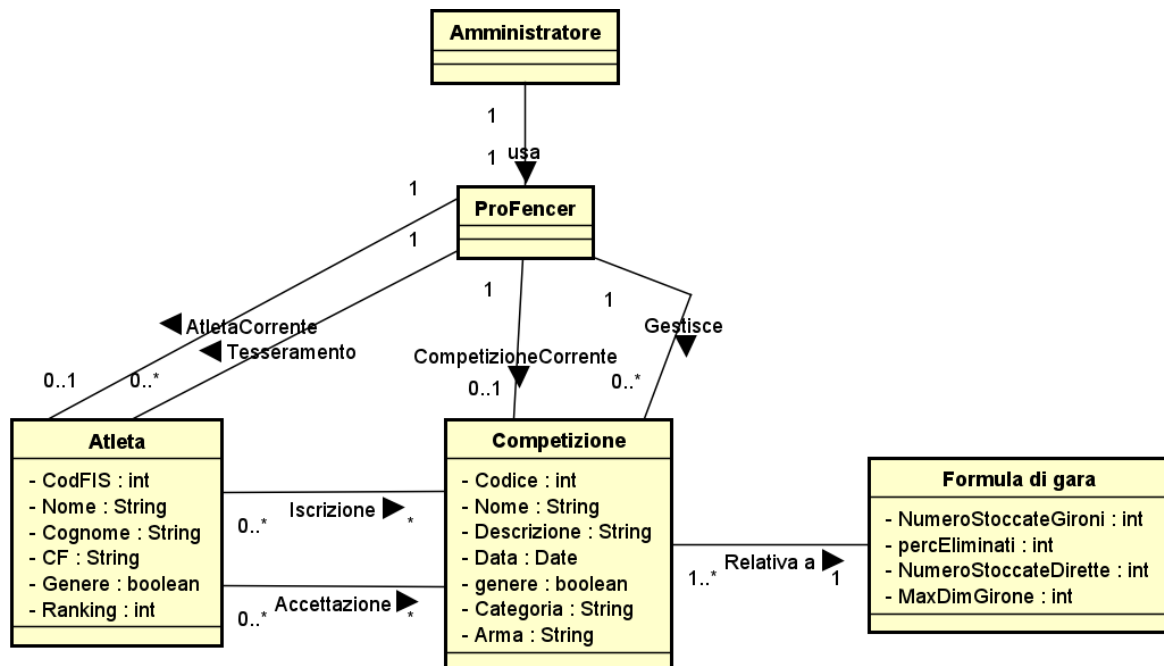 Amministratore
1
1
usa
ProFencer
1
1
1
1
AtletaCorrente
Tesseramento
CompetizioneCorrente
Gestisce
0..1
0..*
0..1
0..*
Atleta
- CodFIS : int
- Nome : String
- Cognome : String
- CF : String
- Genere : boolean
- Ranking : int
Iscrizione
0..*
*
Accettazione
0..*
*
Competizione
- Codice : int
- Nome : String
- Descrizione : String
- Data : Date
- genere : boolean
- Categoria : String
- Arma : String
Relativa a
1..*
1
Formula di gara
- NumeroStoccateGironi : int
- percEliminati : int
- NumeroStoccateDirette : int
- MaxDimGirone : int